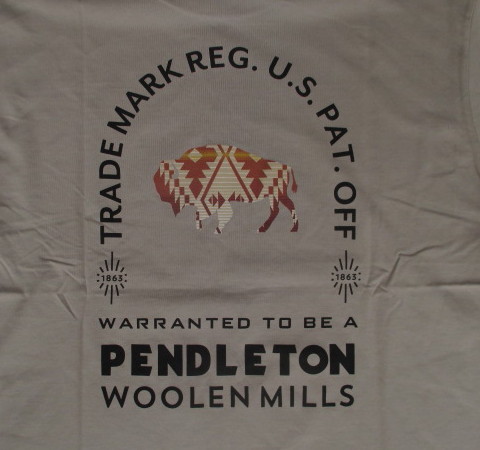 TRADE MARK REG. U.S. PAT. OFF
1863 1863
WARRANTED TO BE A
PENDLETON
WOOLEN MILLS